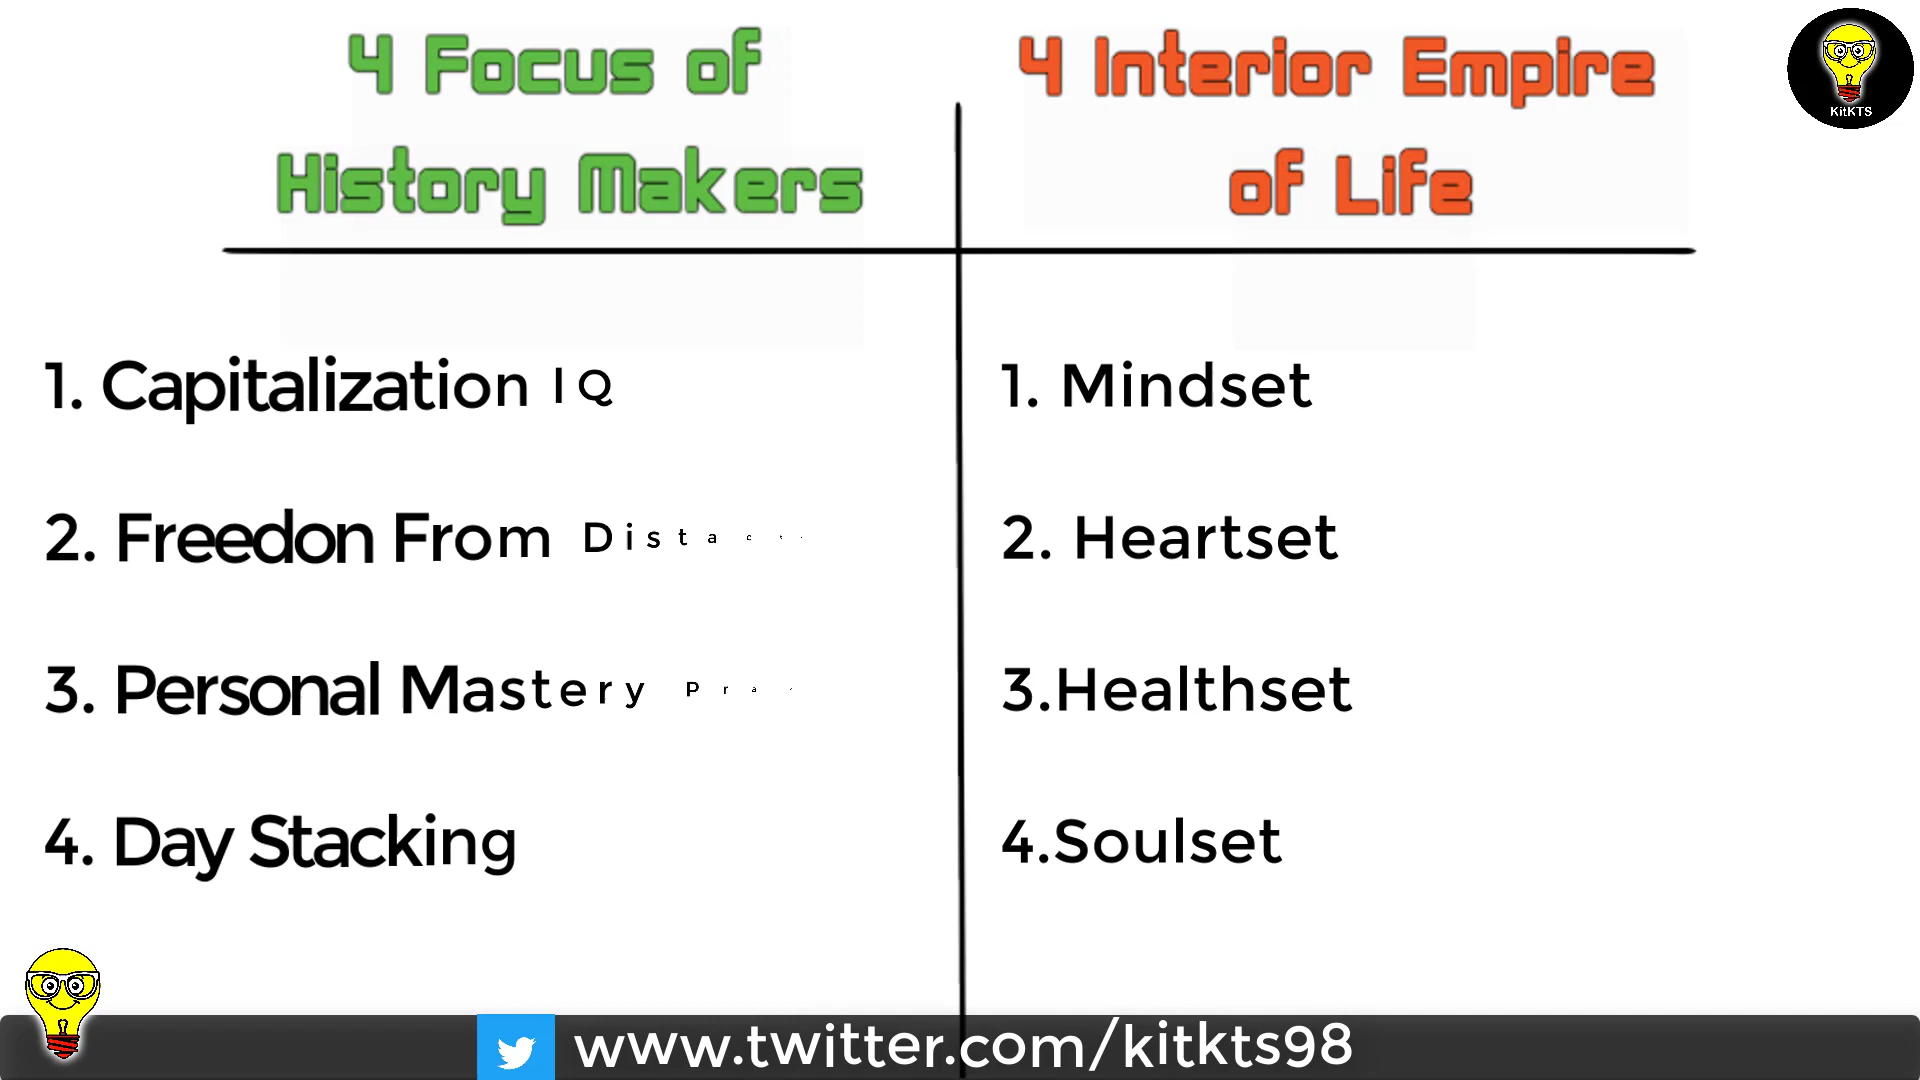 4 Focus of
History Makers
4 Interior Empire
of Life
KitKTS
1. Capitalization IQ
2. Freedon From
3. Personal Mastery
4. Day Stacking
1. Mindset
2. Heartset
3.Healthset
4.Soulset
www.twitter.com/kitkts98